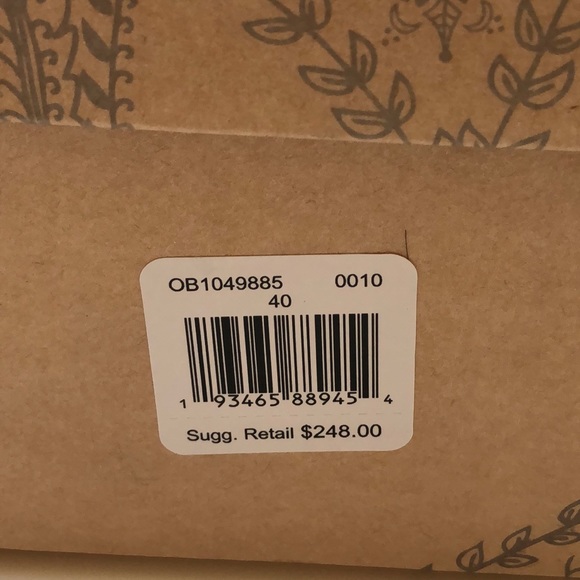 OB1049885 0010
40
1 93465 88945 4
Sugg. Retail $248.00